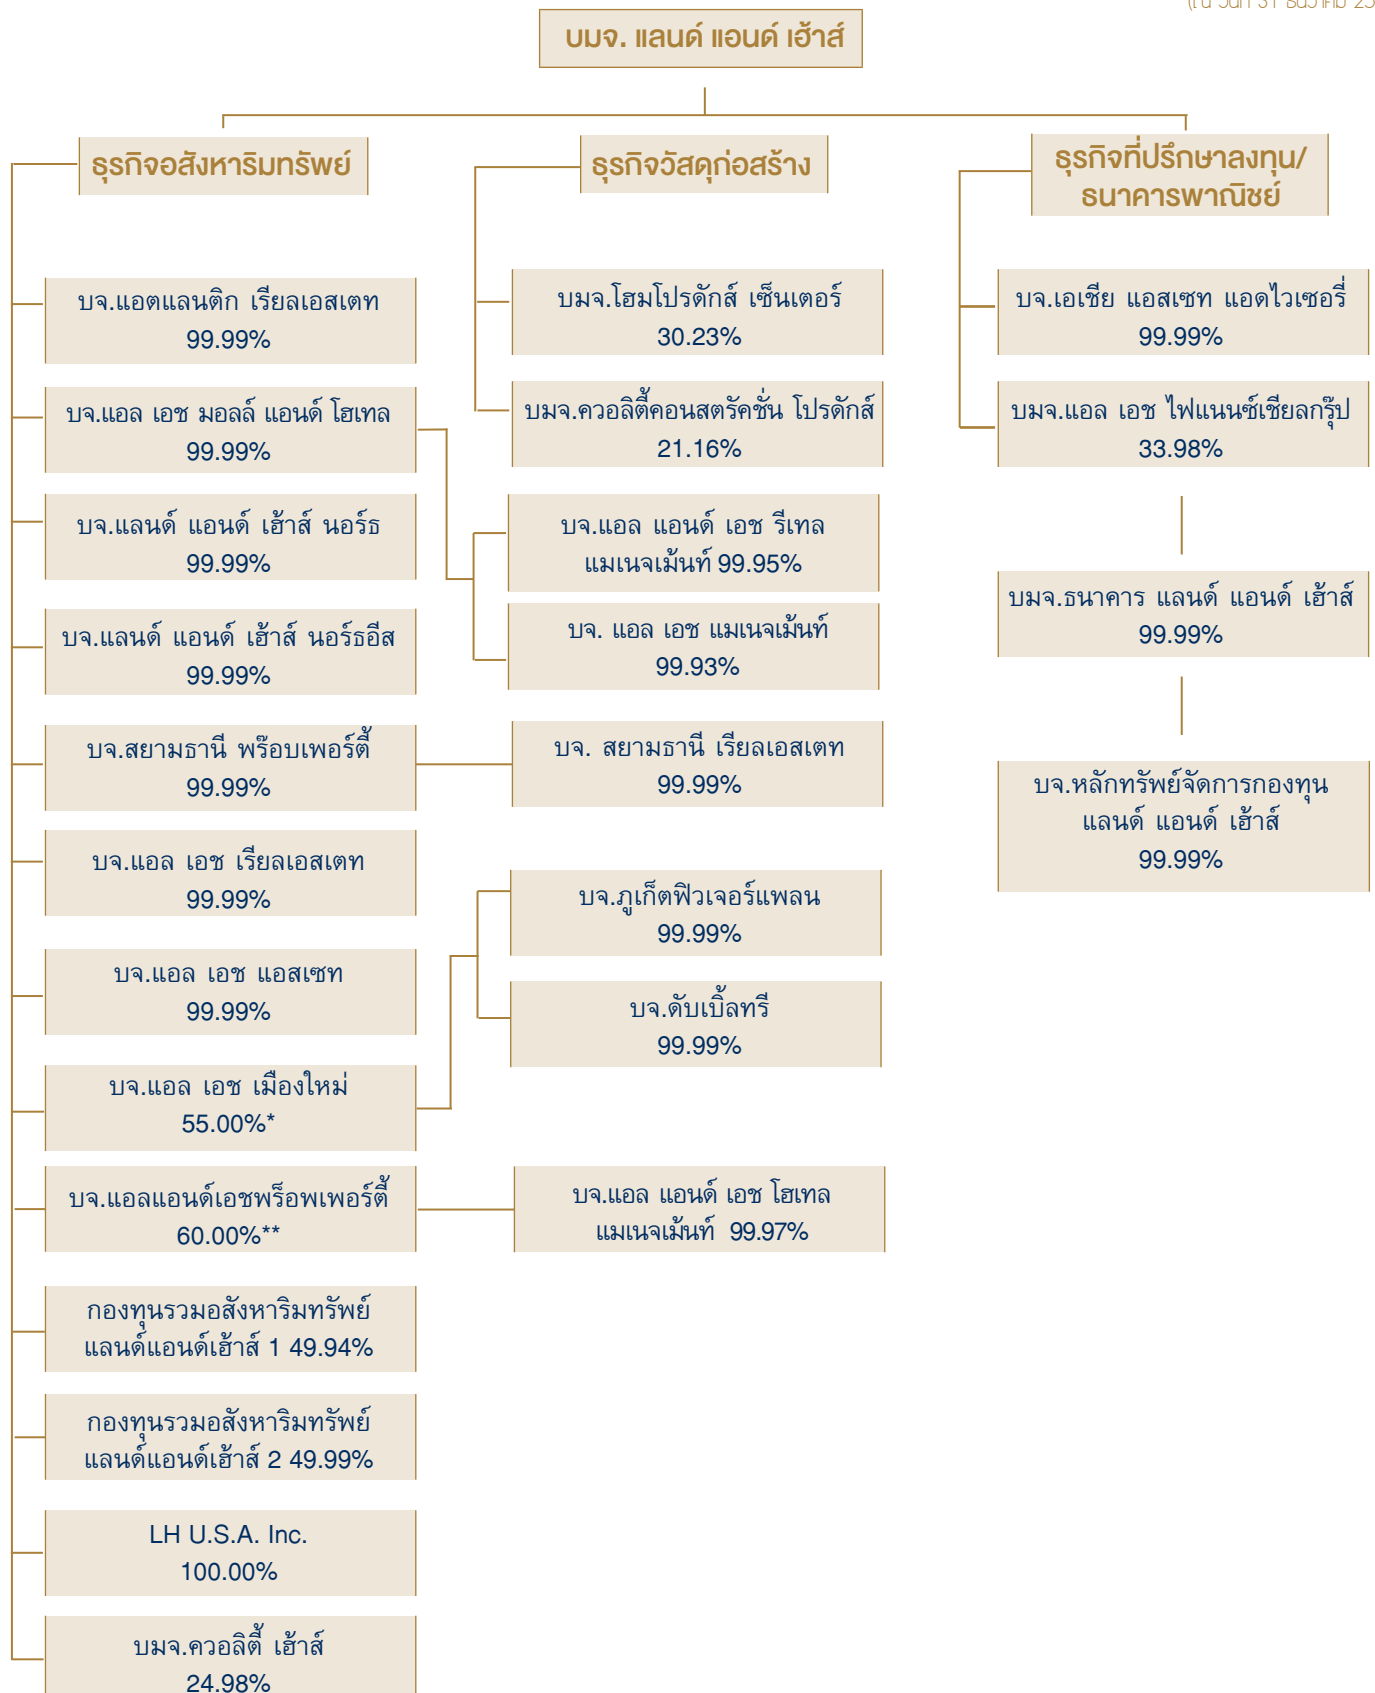 บมจ. แลนด์ แอนด์ เฮ้าส์
ธุรกิจอสังหาริมทรัพย์
บจ.แอตแลนติก เรียลเอสเตท
99.99%
บจ.แอล เอช มอลล์ แอนด์ โฮเทล
99.99%
บจ.แลนด์ แอนด์ เฮ้าส์ นอร์ธ
99.99%
บจ.แลนด์ แอนด์ เฮ้าส์ นอร์ธอีส
99.99%
บจ.สยามธานี พร๊อบเพอร์ตี้
99.99%
บจ.แอล เอช เรียลเอสเตท
99.99%
บจ.แอล เอช แอสเซท
99.99%
บจ.แอล เอช เมืองใหม่
55.00%*
บจ.แอลแอนด์เอชพร็อพเพอร์ตี้
60.00%**
กองทุนรวมอสังหาริมทรัพย์
แลนด์แอนด์เฮ้าส์ 1 49.94%
กองทุนรวมอสังหาริมทรัพย์
แลนด์แอนด์เฮ้าส์ 2 49.99%
LH U.S.A. Inc.
100.00%
บมจ.ควอลิตี้ เฮ้าส์
24.98%
ธุรกิจวัสดุก่อสร้าง
บมจ.โฮมโปรดักส์ เซ็นเตอร์
30.23%
บมจ.ควอลิตี้คอนสตรัคชั่น โปรดักส์
21.16%
บจ.แอล แอนด์ เอช รีเทล
แมเนจเม้นท์ 99.95%
บจ. แอล เอช แมเนจเม้นท์
99.93%
บจ. สยามธานี เรียลเอสเตท
99.99%
บจ.ภูเก็ตฟิวเจอร์แพลน
99.99%
บจ.ดับเบิ้ลทรี
99.99%
บจ.แอล แอนด์ เอช โฮเทล
แมเนจเม้นท์ 99.97%
ธุรกิจที่ปรึกษาลงทุน/
ธนาคารพาณิชย์
บจ.เอเชีย แอสเซท แอดไวเซอรี่
99.99%
บมจ.แอล เอช ไฟแนนซ์เชียลกรุ๊ป
33.98%
บมจ.ธนาคาร แลนด์ แอนด์ เฮ้าส์
99.99%
บจ.หลักทรัพย์จัดการกองทุน
แลนด์ แอนด์ เฮ้าส์
99.99%